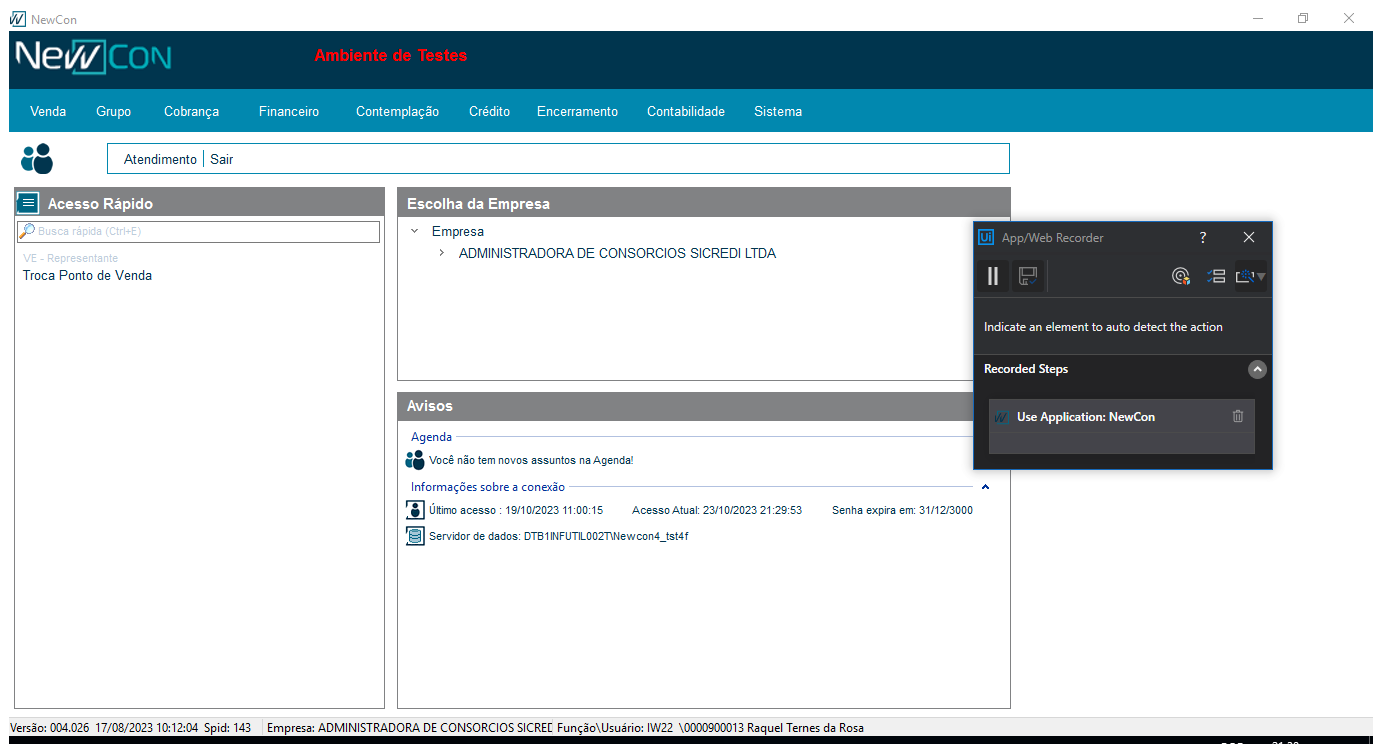 NewCon
NewCon
Ambiente de Testes
Venda Grupo Cobrança Financeiro Contemplação Crédito Encerramento Contabilidade Sistema
Atendimento Sair
Acesso Rápido
Busca rápida (Ctrl+E)
VE - Representante
Troca Ponto de Venda
Escolha da Empresa
Empresa
ADMINISTRADORA DE CONSORCIOS SICREDI LTDA
Avisos
Agenda
Você não tem novos assuntos na Agenda!
Informações sobre a conexão
Último acesso : 19/10/2023 11:00:15 Acesso Atual: 23/10/2023 21:29:53 Senha expira em: 31/12/3000
Servidor de dados: DTB1INFUTIL002T\Newcon4_tst4f
Ui App/Web Recorder ?
Indicate an element to auto detect the action
Recorded Steps
Use Application: NewCon
Versão: 004.026 17/08/2023 10:12:04 Spid: 143 Empresa: ADMINISTRADORA DE CONSORCIOS SICREI Função\Usuário: IW22 \0000900013 Raquel Ternes da Rosa